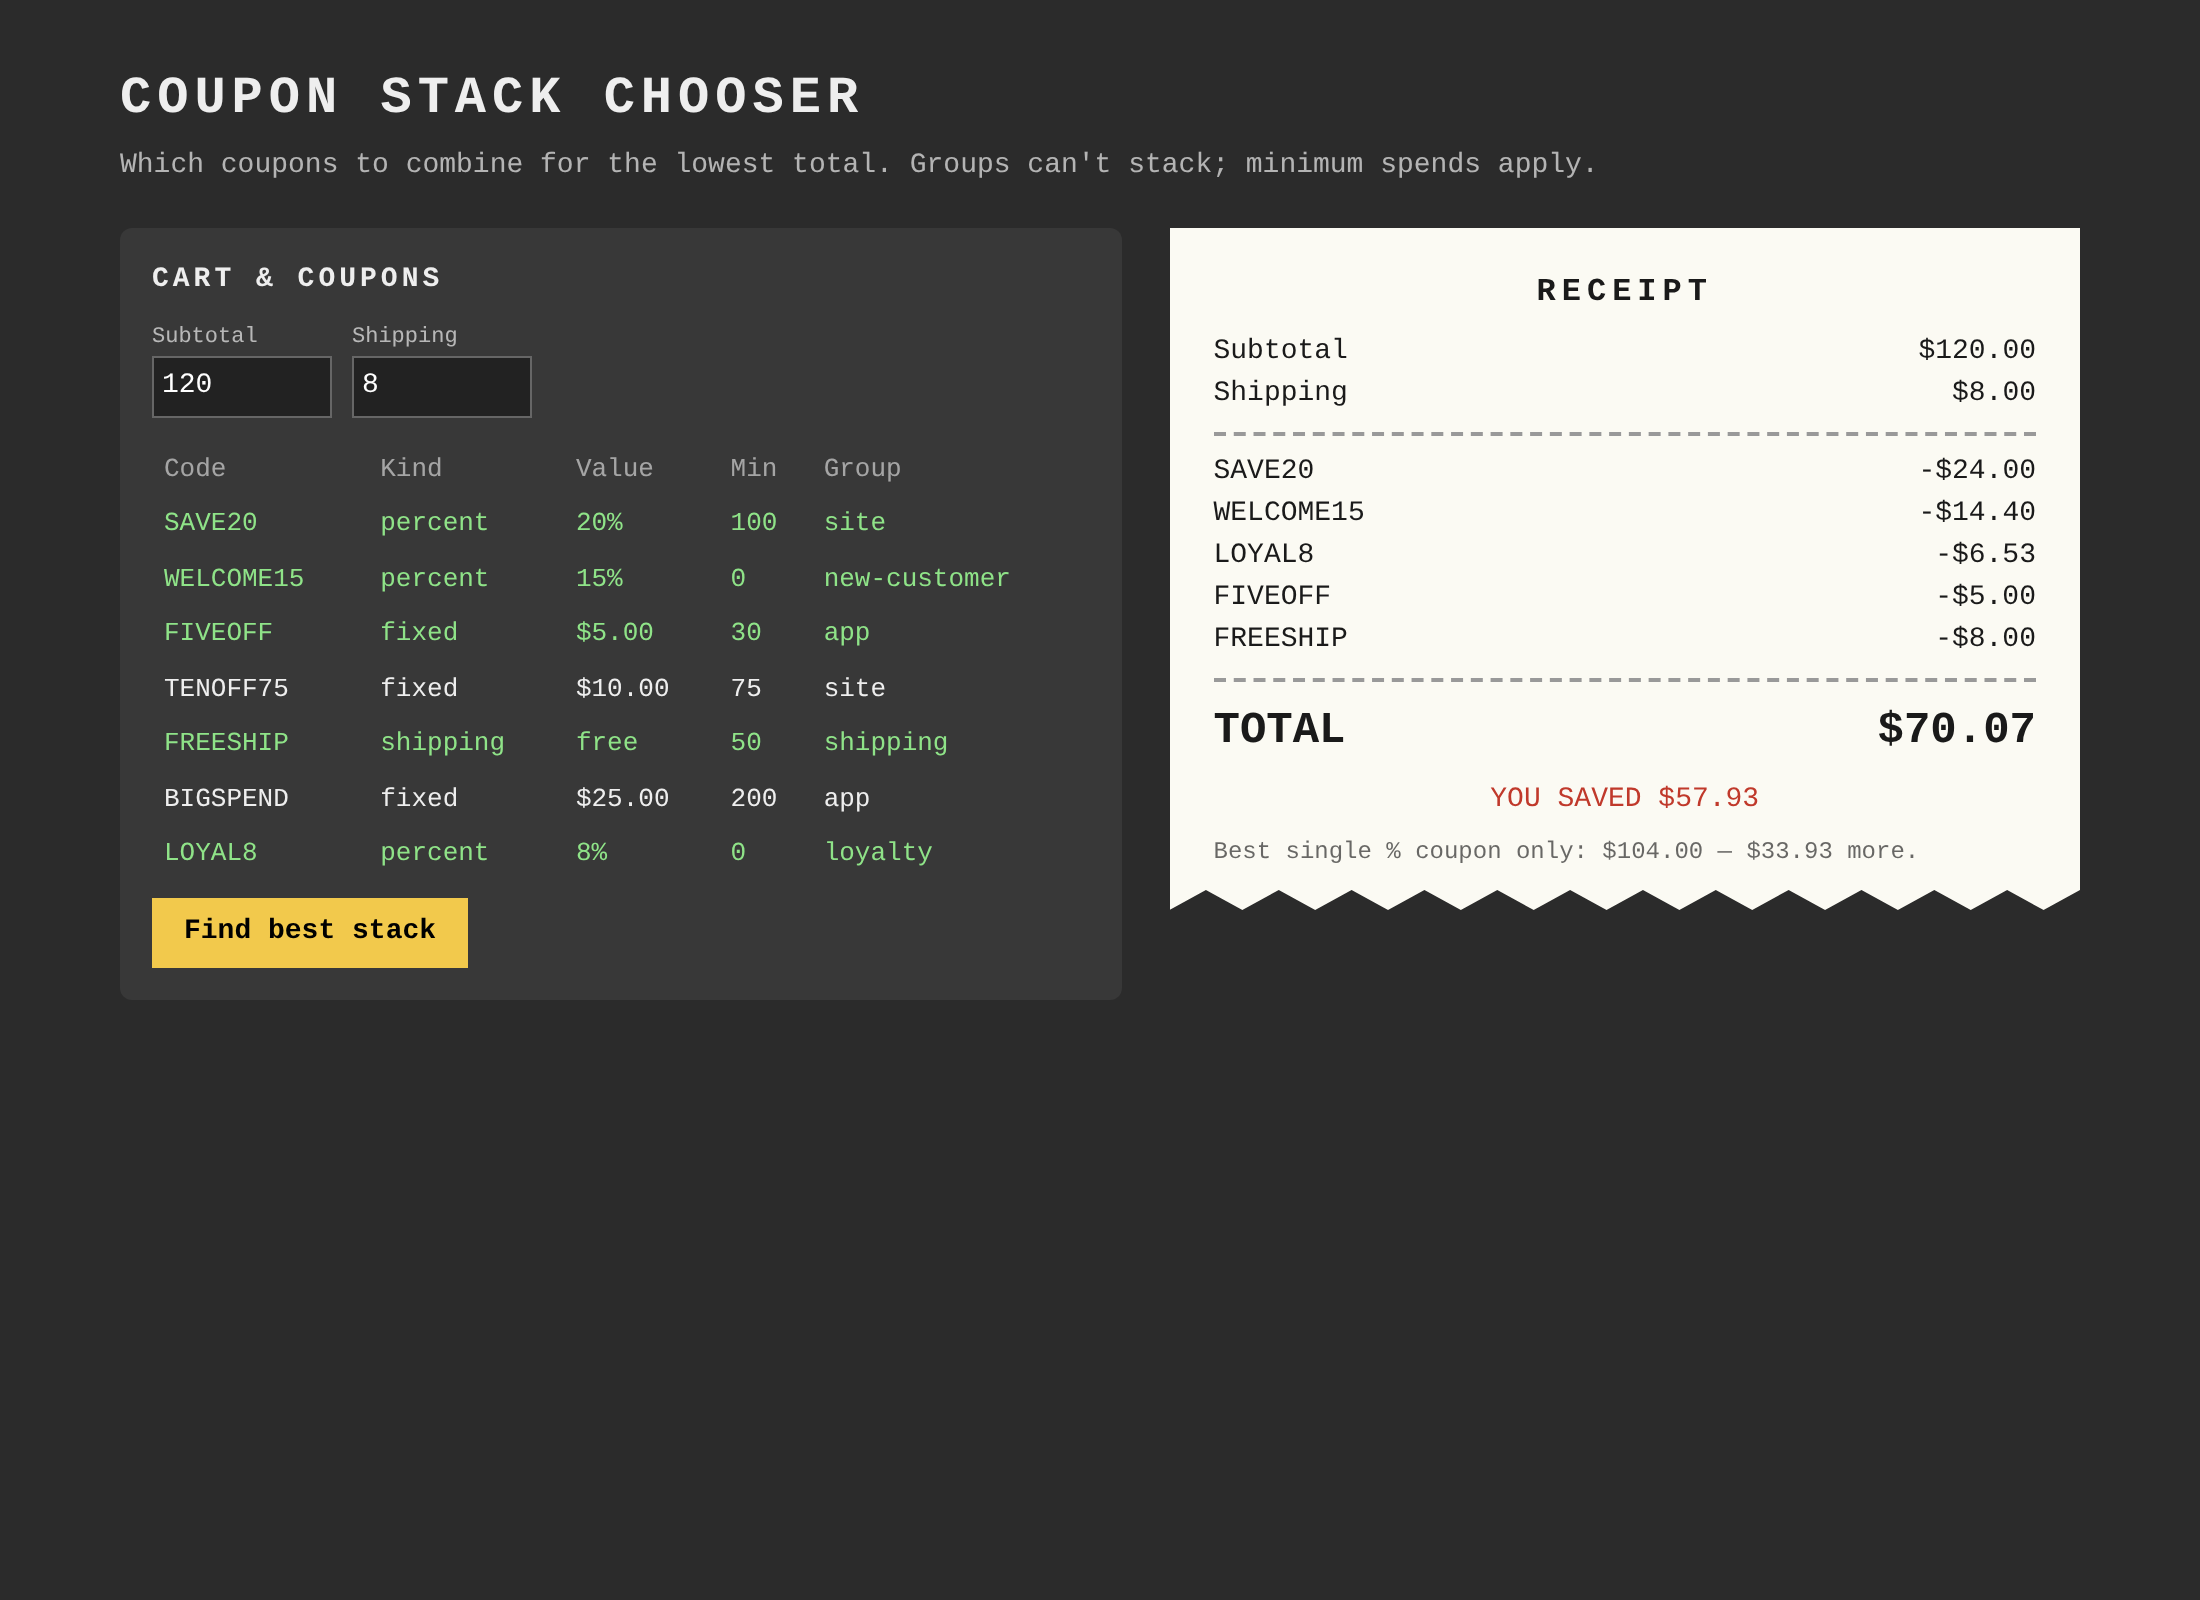 COUPON STACK CHOOSER
Which coupons to combine for the lowest total. Groups can't stack; minimum spends apply.
CART & COUPONS
Subtotal Shipping
120 8
Code Kind Value Min Group
SAVE20 percent 20% 100 site
WELCOME15 percent 15% 0 new-customer
FIVEOFF fixed $5.00 30 app
TENOFF75 fixed $10.00 75 site
FREESHIP shipping free 50 shipping
BIGSPEND fixed $25.00 200 app
LOYAL8 percent 8% 0 loyalty
Find best stack
RECEIPT
Subtotal $120.00
Shipping $8.00
SAVE20 -$24.00
WELCOME15 -$14.40
LOYAL8 -$6.53
FIVEOFF -$5.00
FREESHIP -$8.00
TOTAL $70.07
YOU SAVED $57.93
Best single % coupon only: $104.00 — $33.93 more.